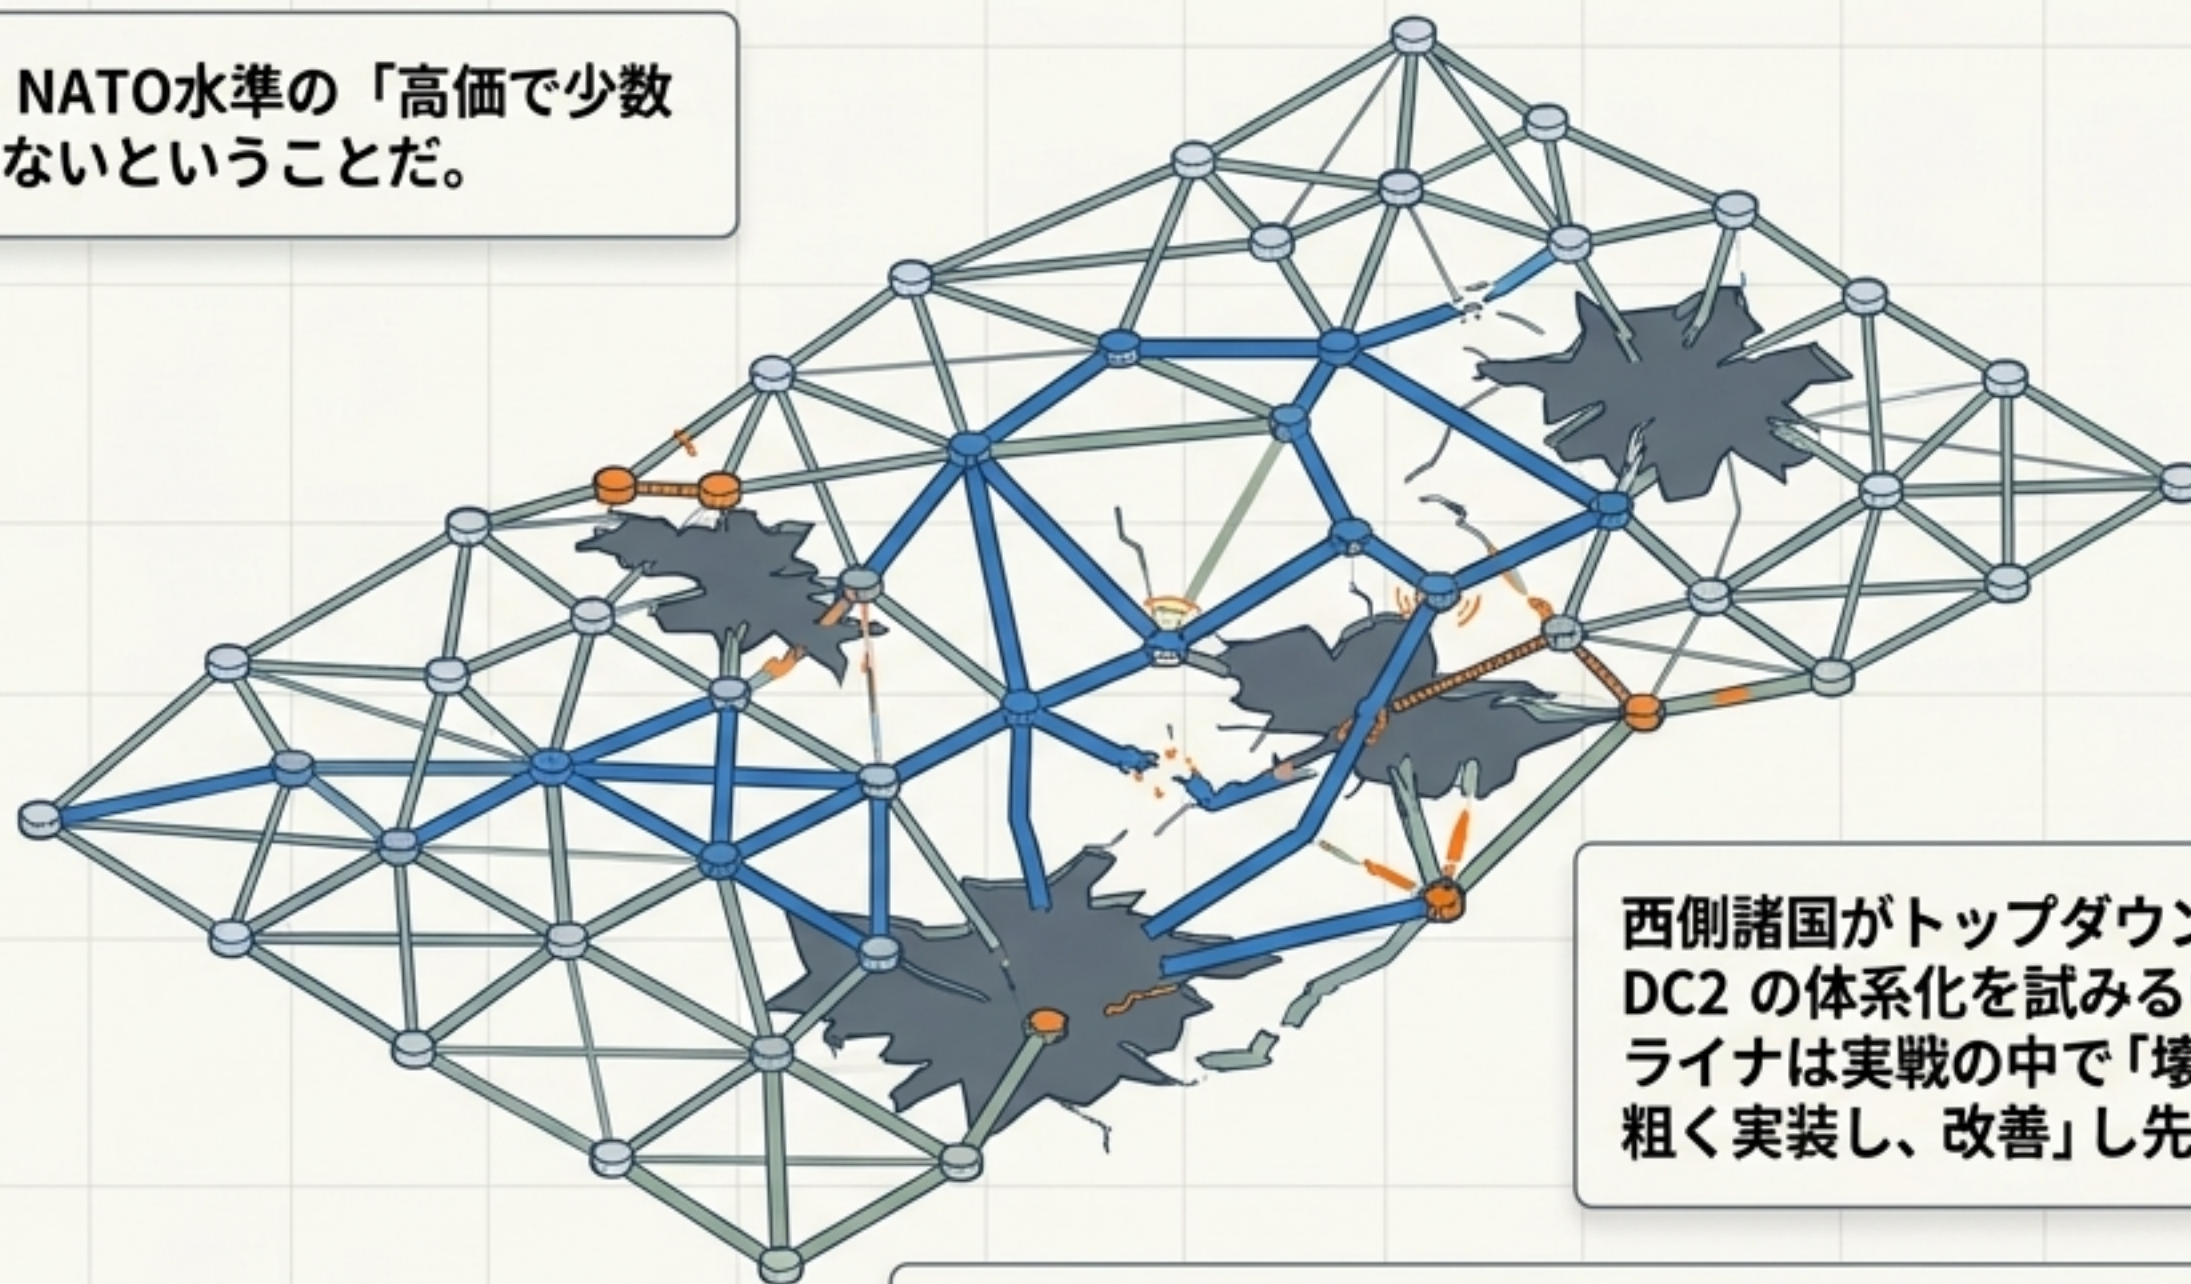 NATO水準の「高価で少数
ないということだ。
西側諸国がトップダウン
DC2 の体系化を試みる
ライナは実戦の中で「壊
粗く実装し、改善」し先